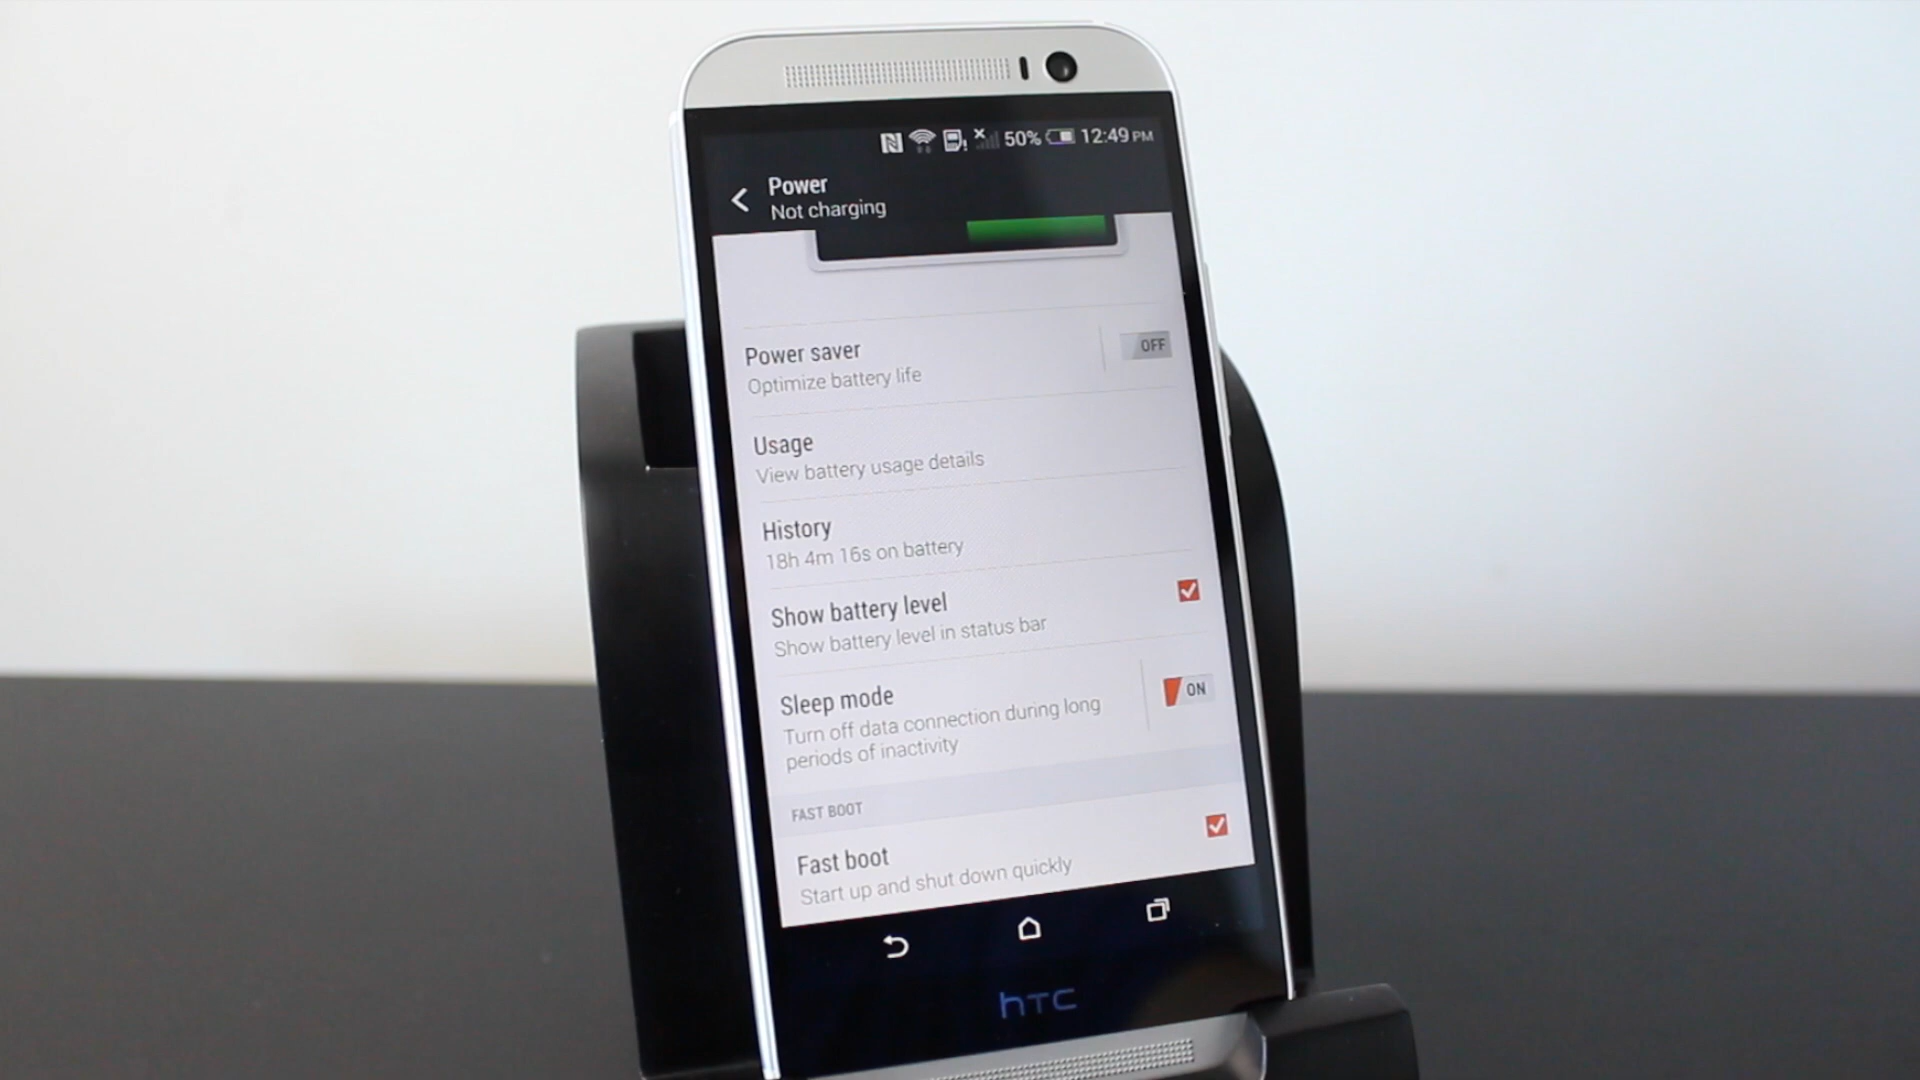 50% 12:49 PM
Power
Not charging
Power saver
OFF
Optimize battery life
Usage
View battery usage details
History
18h 4m 16s on battery
Show battery level
Show battery level in status bar
Sleep mode
ON
Turn off data connection during long
periods of inactivity
FAST BOOT
Fast boot
Start up and shut down quickly
hTC